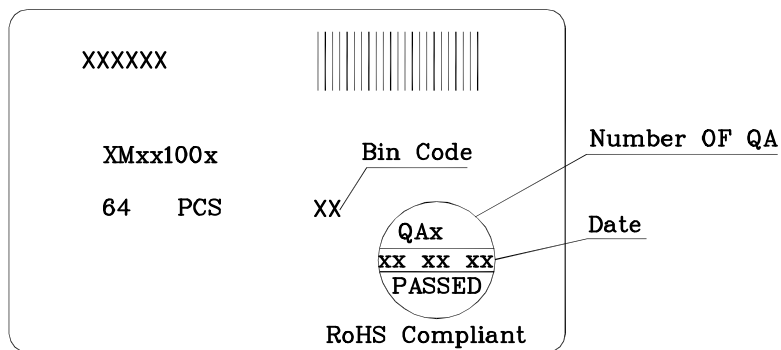 XXXXXX
Number OF QA
XMxx100x
Bin Code
64 PCS
XX
QAx
Date
xx xx xx
PASSED
RoHS Compliant